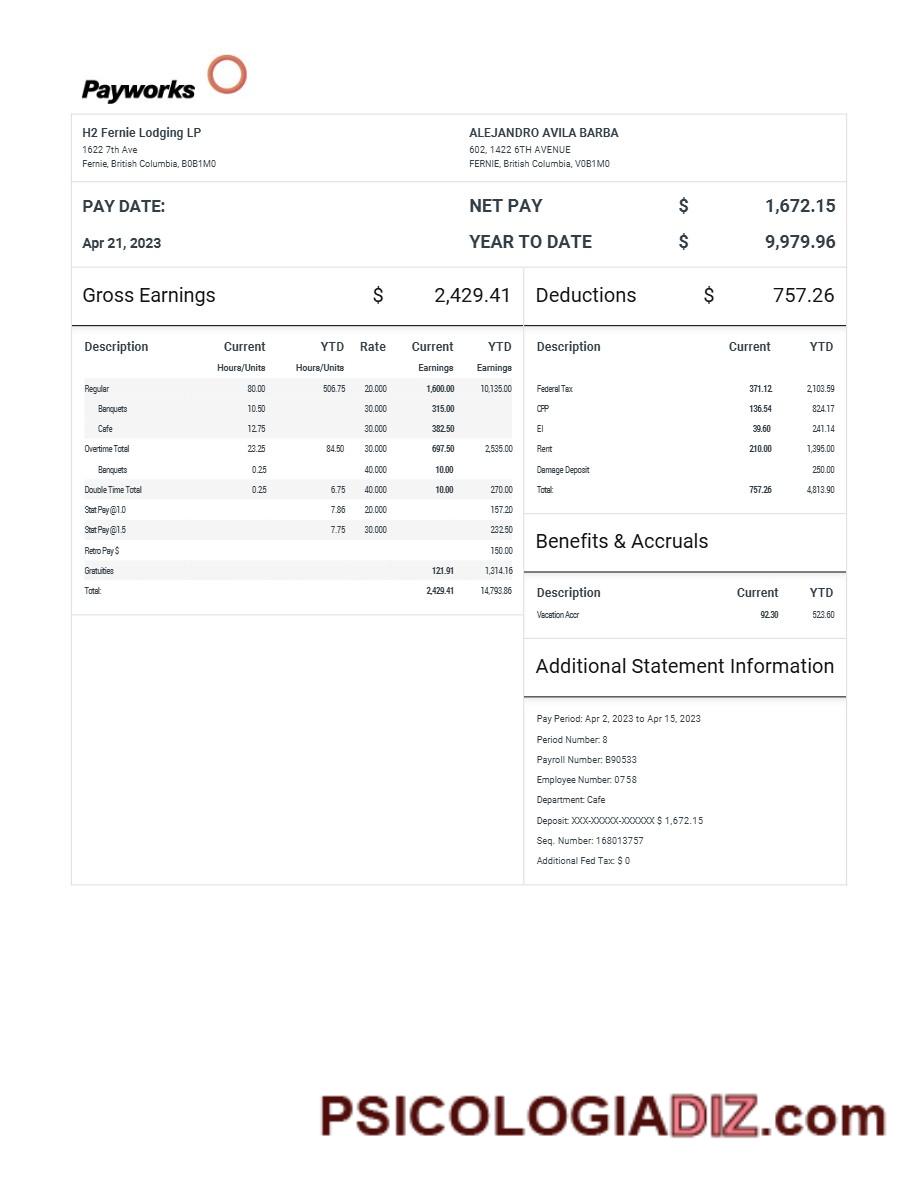 Payworks
H2 Fernie Lodging LP
1622 7th Ave
Fernie, British Columbia, B0B1M0
ALEJANDRO AVILA BARBA
602, 1422 6TH AVENUE
FERNIE, British Columbia, V0B1M0
PAY DATE:
Apr 21, 2023
NET PAY $ 1,672.15
YEAR TO DATE $ 9,979.96
Gross Earnings $ 2,429.41
Description Current YTD Rate Current YTD
Hours/Units Hours/Units Earnings Earnings
Regular 80.00 506.75 20.000 1,600.00 10,135.00
Banquets 10.50 30.000 315.00
Cafe 12.75 30.000 382.50
Overtime Total 23.25 84.50 30.000 697.50 2,535.00
Banquets 0.25 40.000 10.00
Double Time Total 0.25 6.75 40.000 10.00 270.00
Stat Pay @1.0 7.86 20.000 157.20
Stat Pay @1.5 7.75 30.000 232.50
Retro Pay $ 150.00
Gratuities 121.91 1,314.16
Total: 2,429.41 14,793.86
Deductions $ 757.26
Description Current YTD
Federal Tax 371.12 2,103.59
CPP 136.54 824.17
EI 39.60 241.14
Rent 210.00 1,395.00
Damage Deposit 250.00
Total: 757.26 4,813.90
Benefits & Accruals
Description Current YTD
Vacation Accr 92.30 523.60
Additional Statement Information
Pay Period: Apr 2, 2023 to Apr 15, 2023
Period Number: 8
Payroll Number: B90533
Employee Number: 0758
Department: Cafe
Deposit: XXX-XXXXX-XXXXXX $ 1,672.15
Seq. Number: 168013757
Additional Fed Tax: $ 0
PSICOLOGIADIZ.com